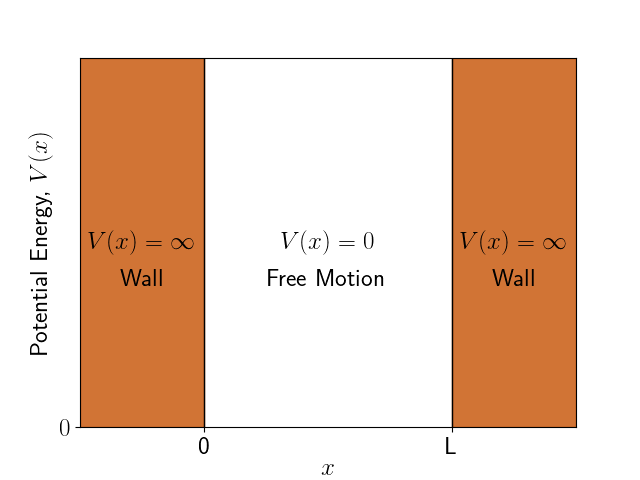 Potential Energy, V(x)
V(x) = ∞
Wall
V(x) = 0
Free Motion
V(x) = ∞
Wall
0
0
L
x